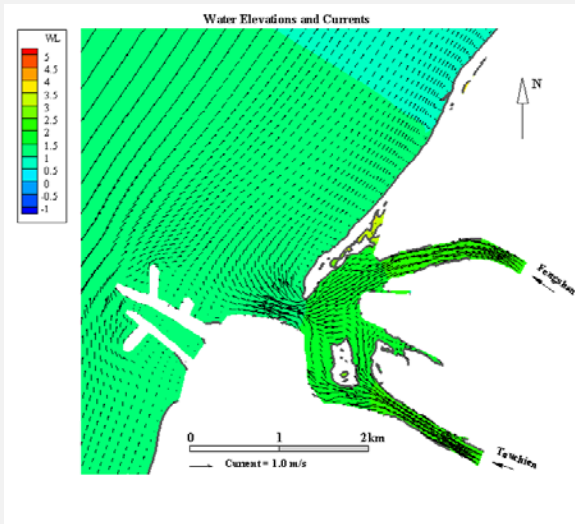 Water Elevations and Currents
WL
5
4.5
4
3.5
3
2.5
2
1.5
1
0.5
0
-0.5
-1
N
Fengshan
Touchien
0 1 2km
Current = 1.0 m/s